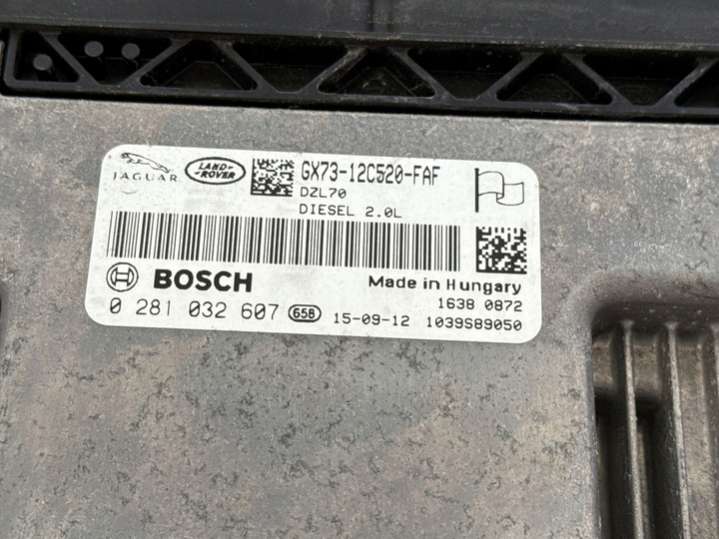 JAGUAR
LAND-
ROVER
GX73-12C520-FAF
DZL70
DIESEL 2.0L
BOSCH
Made in Hungary
1638 0872
0 281 032 607 658 15-09-12 1039S89050